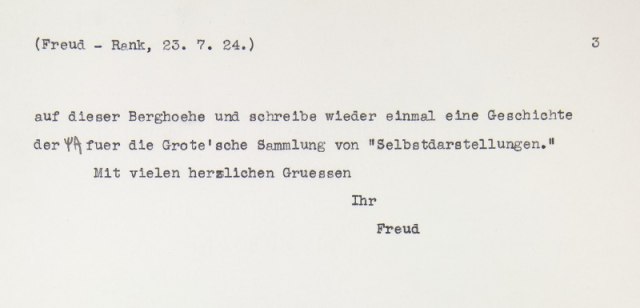 (Freud - Rank, 23. 7. 24.) 3
auf dieser Berghoehe und schreibe wieder einmal eine Geschichte
der ΨA fuer die Grote'sche Sammlung von "Selbstdarstellungen."
Mit vielen herzlichen Gruessen
Ihr
Freud